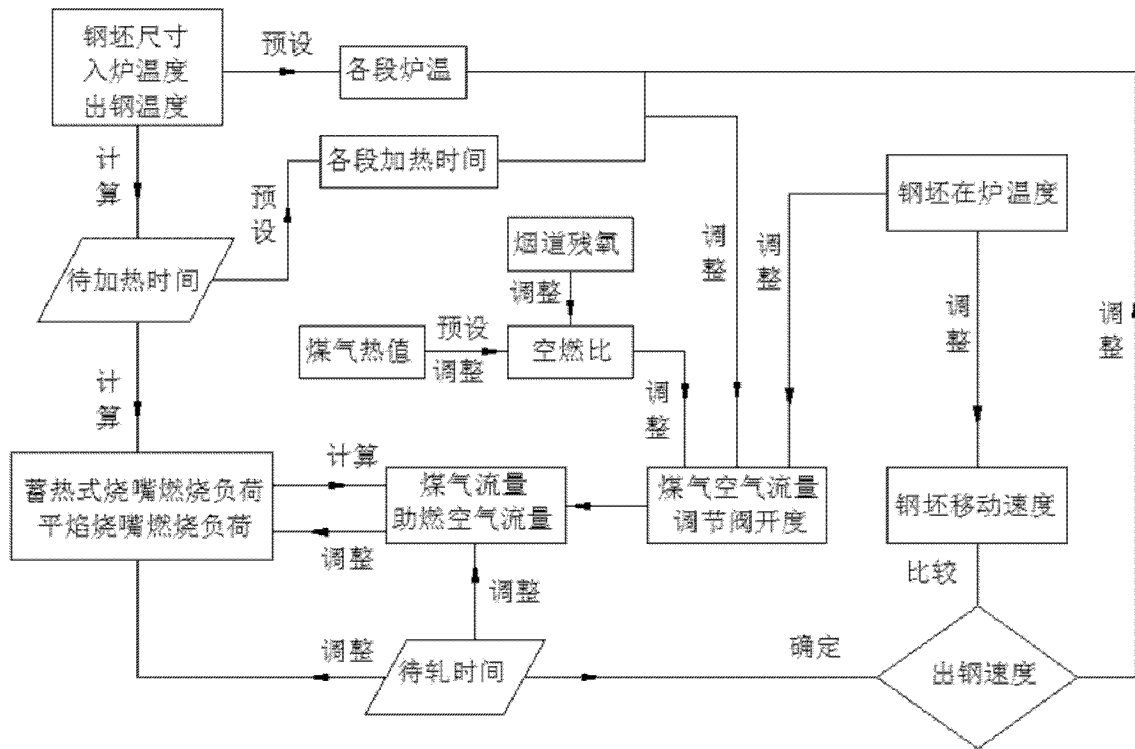 钢坯尺寸
入炉温度
出钢温度
预设
各段炉温
计
算
各段加热时间
预
设
待加热时间
烟道残氧
调整
煤气热值
预设
调整
空燃比
调
整
调
整
调
整
钢坯在炉温度
调
整
调
整
计
算
蓄热式烧嘴燃烧负荷
平焰烧嘴燃烧负荷
计算
调整
煤气流量
助燃空气流量
煤气空气流量
调节阀开度
钢坯移动速度
比较
调整
调整
待轧时间
确定
出钢速度